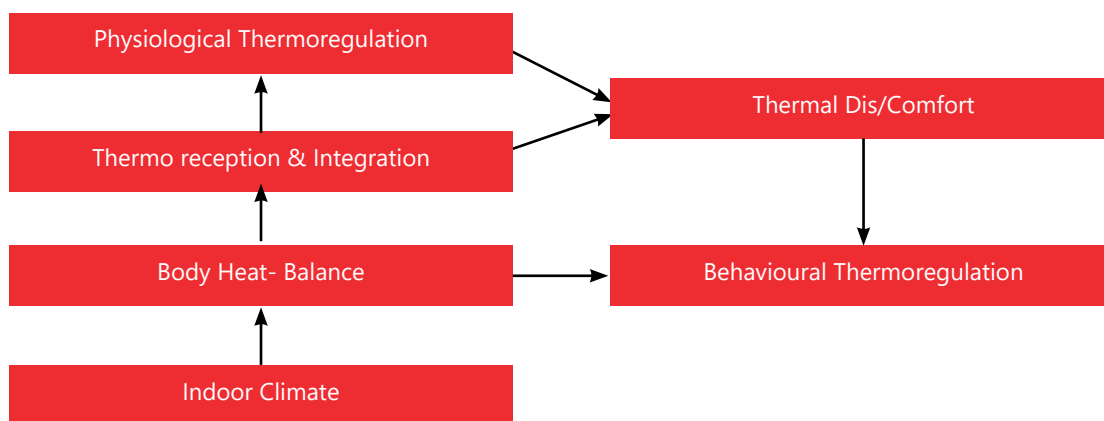 Physiological Thermoregulation
Thermal Dis/Comfort
Thermo reception & Integration
Body Heat- Balance
Behavioural Thermoregulation
Indoor Climate